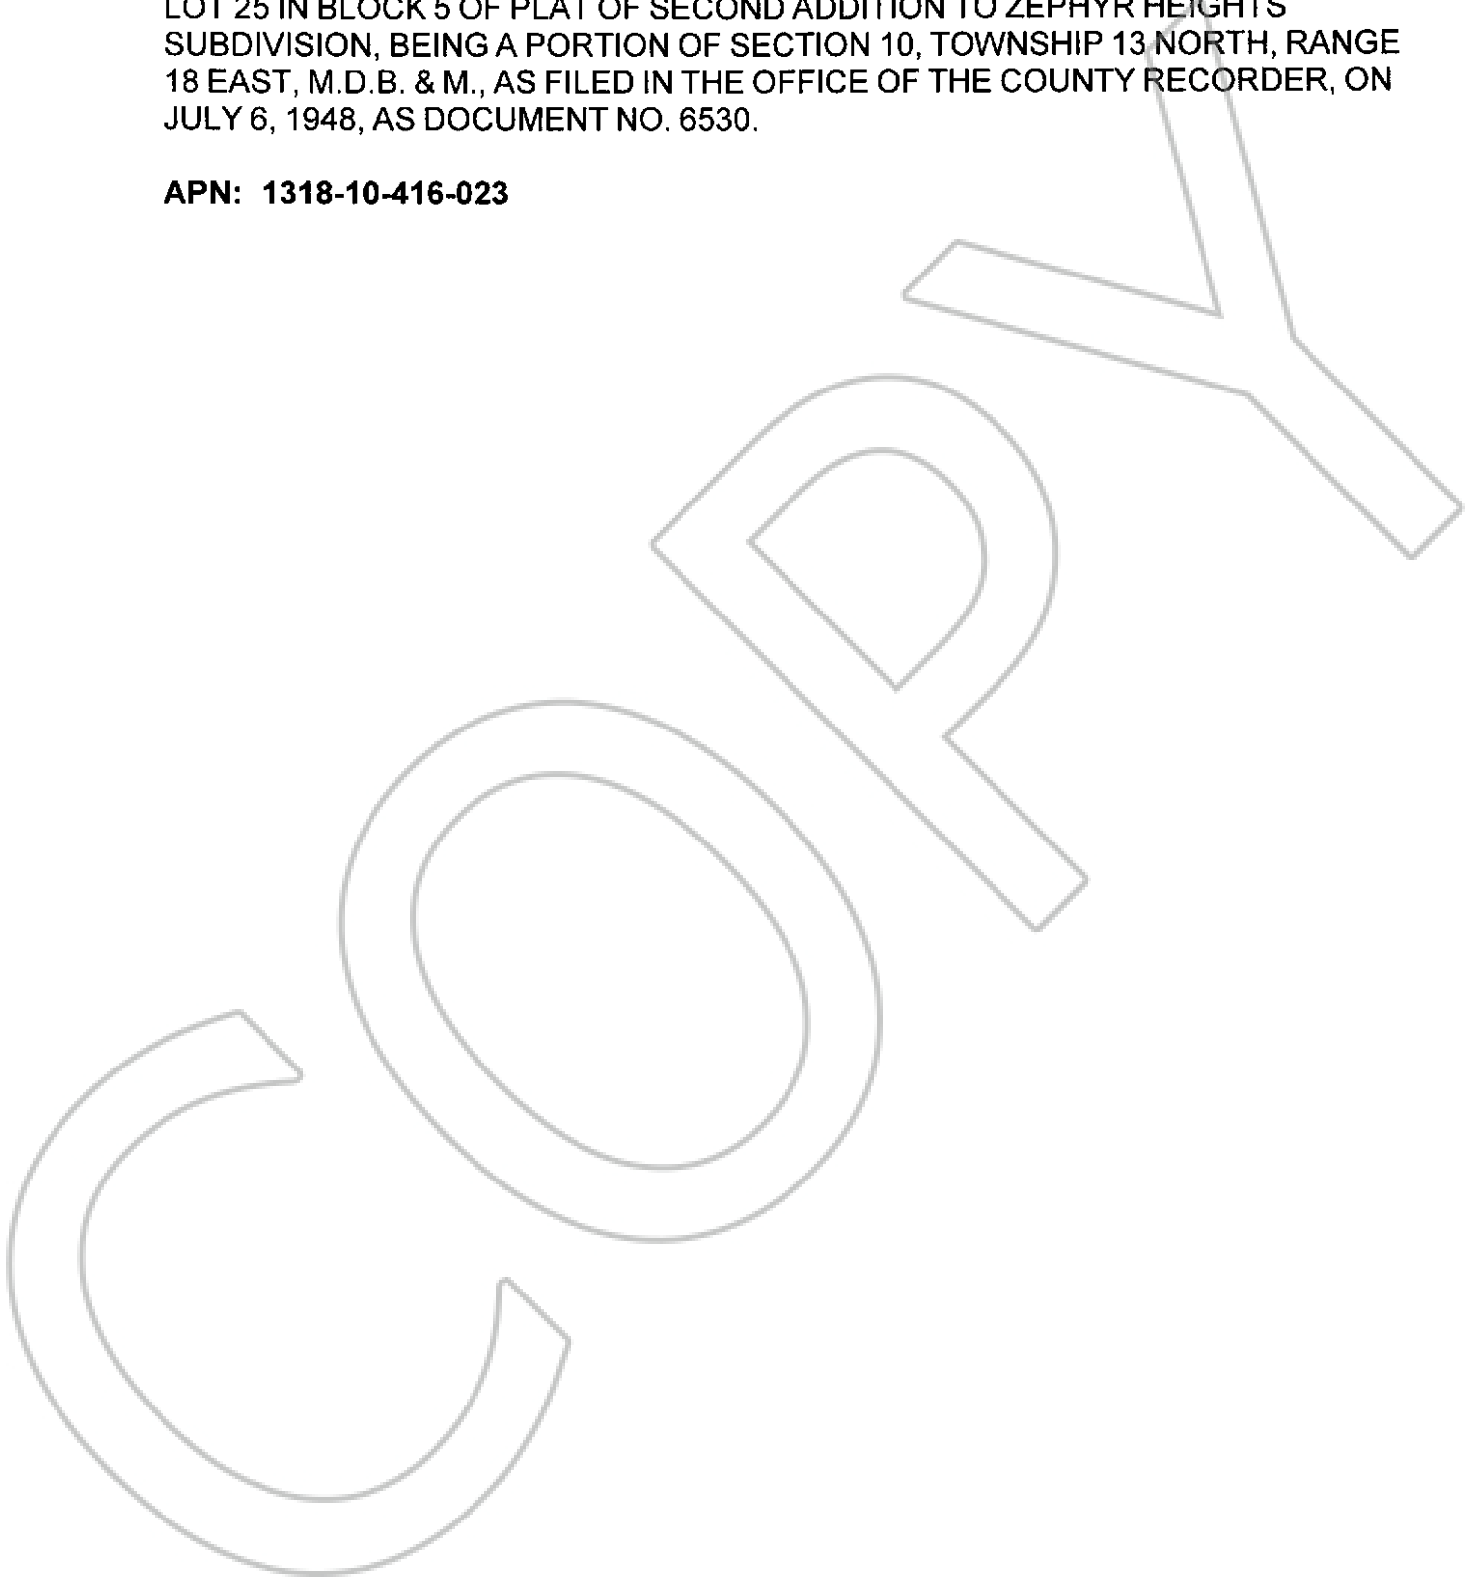 LOT 25 IN BLOCK 5 OF PLAT OF SECOND ADDITION TO ZEPHYR HEIGHTS
SUBDIVISION, BEING A PORTION OF SECTION 10, TOWNSHIP 13 NORTH, RANGE
18 EAST, M.D.B. & M., AS FILED IN THE OFFICE OF THE COUNTY RECORDER, ON
JULY 6, 1948, AS DOCUMENT NO. 6530.
APN: 1318-10-416-023
COPY